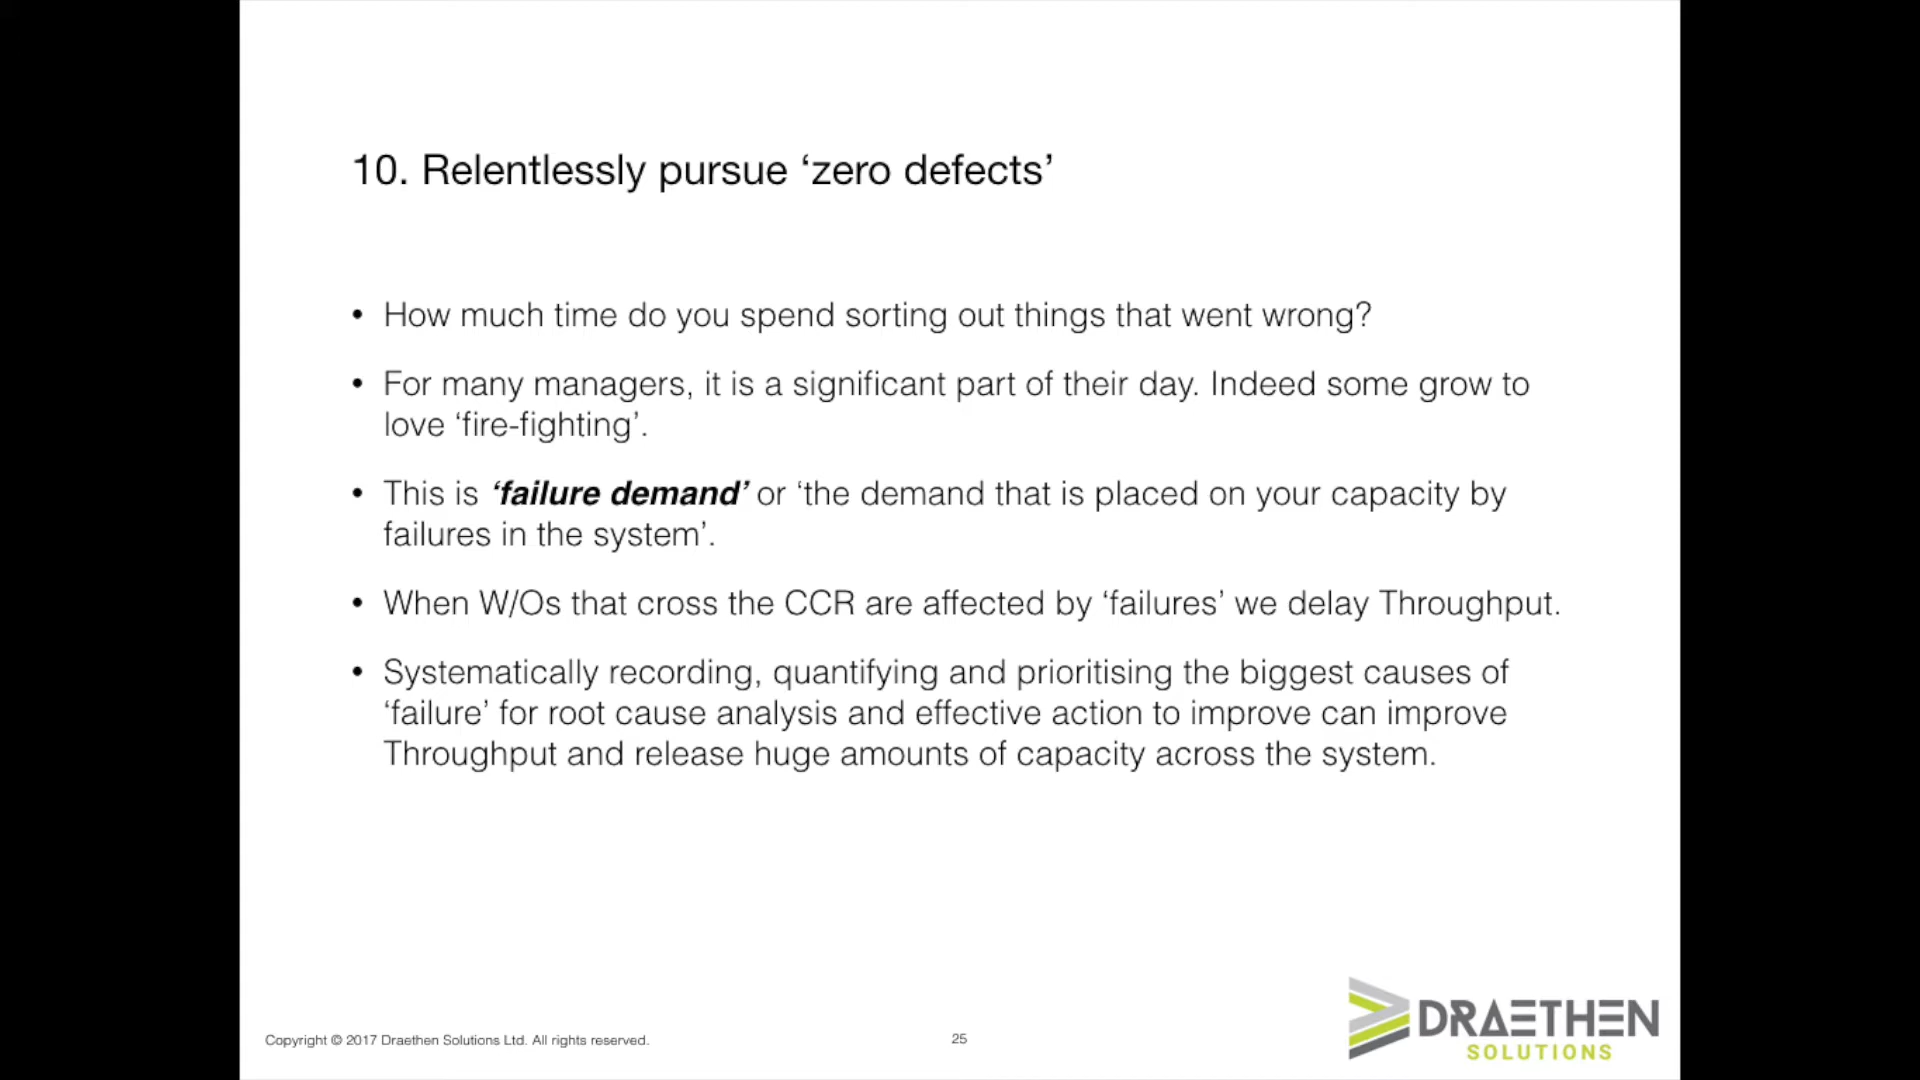 10. Relentlessly pursue ‘zero defects’
• How much time do you spend sorting out things that went wrong?
• For many managers, it is a significant part of their day. Indeed some grow to
love ‘fire-fighting’.
• This is ‘failure demand’ or ‘the demand that is placed on your capacity by
failures in the system’.
• When W/Os that cross the CCR are affected by ‘failures’ we delay Throughput.
• Systematically recording, quantifying and prioritising the biggest causes of
‘failure’ for root cause analysis and effective action to improve can improve
Throughput and release huge amounts of capacity across the system.
Copyright © 2017 Draethen Solutions Ltd. All rights reserved.
25
DRAETHEN
SOLUTIONS